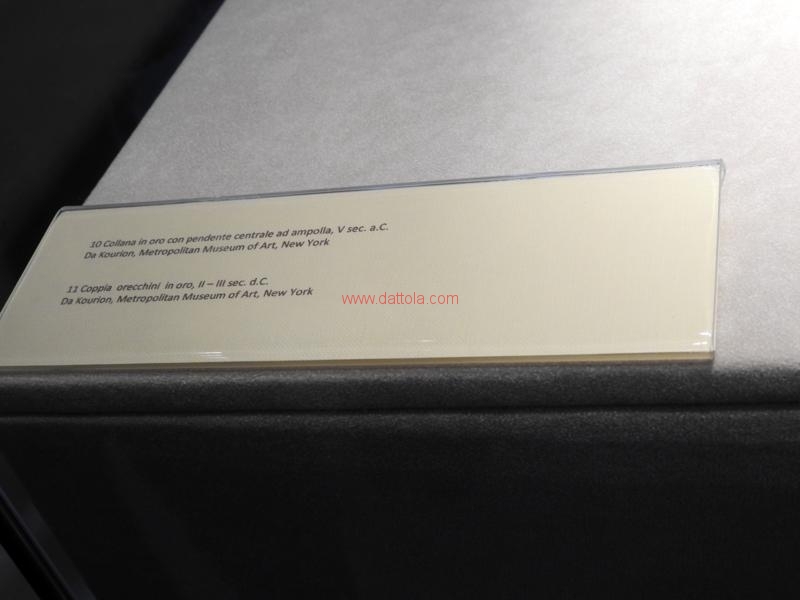 10 Collana in oro con pendente centrale ad ampolla, V sec. a.C.
Da Kourion, Metropolitan Museum of Art, New York
11 Coppia orecchini in oro, II – III sec. d.C.
Da Kourion, Metropolitan Museum of Art, New York
www.dattola.com